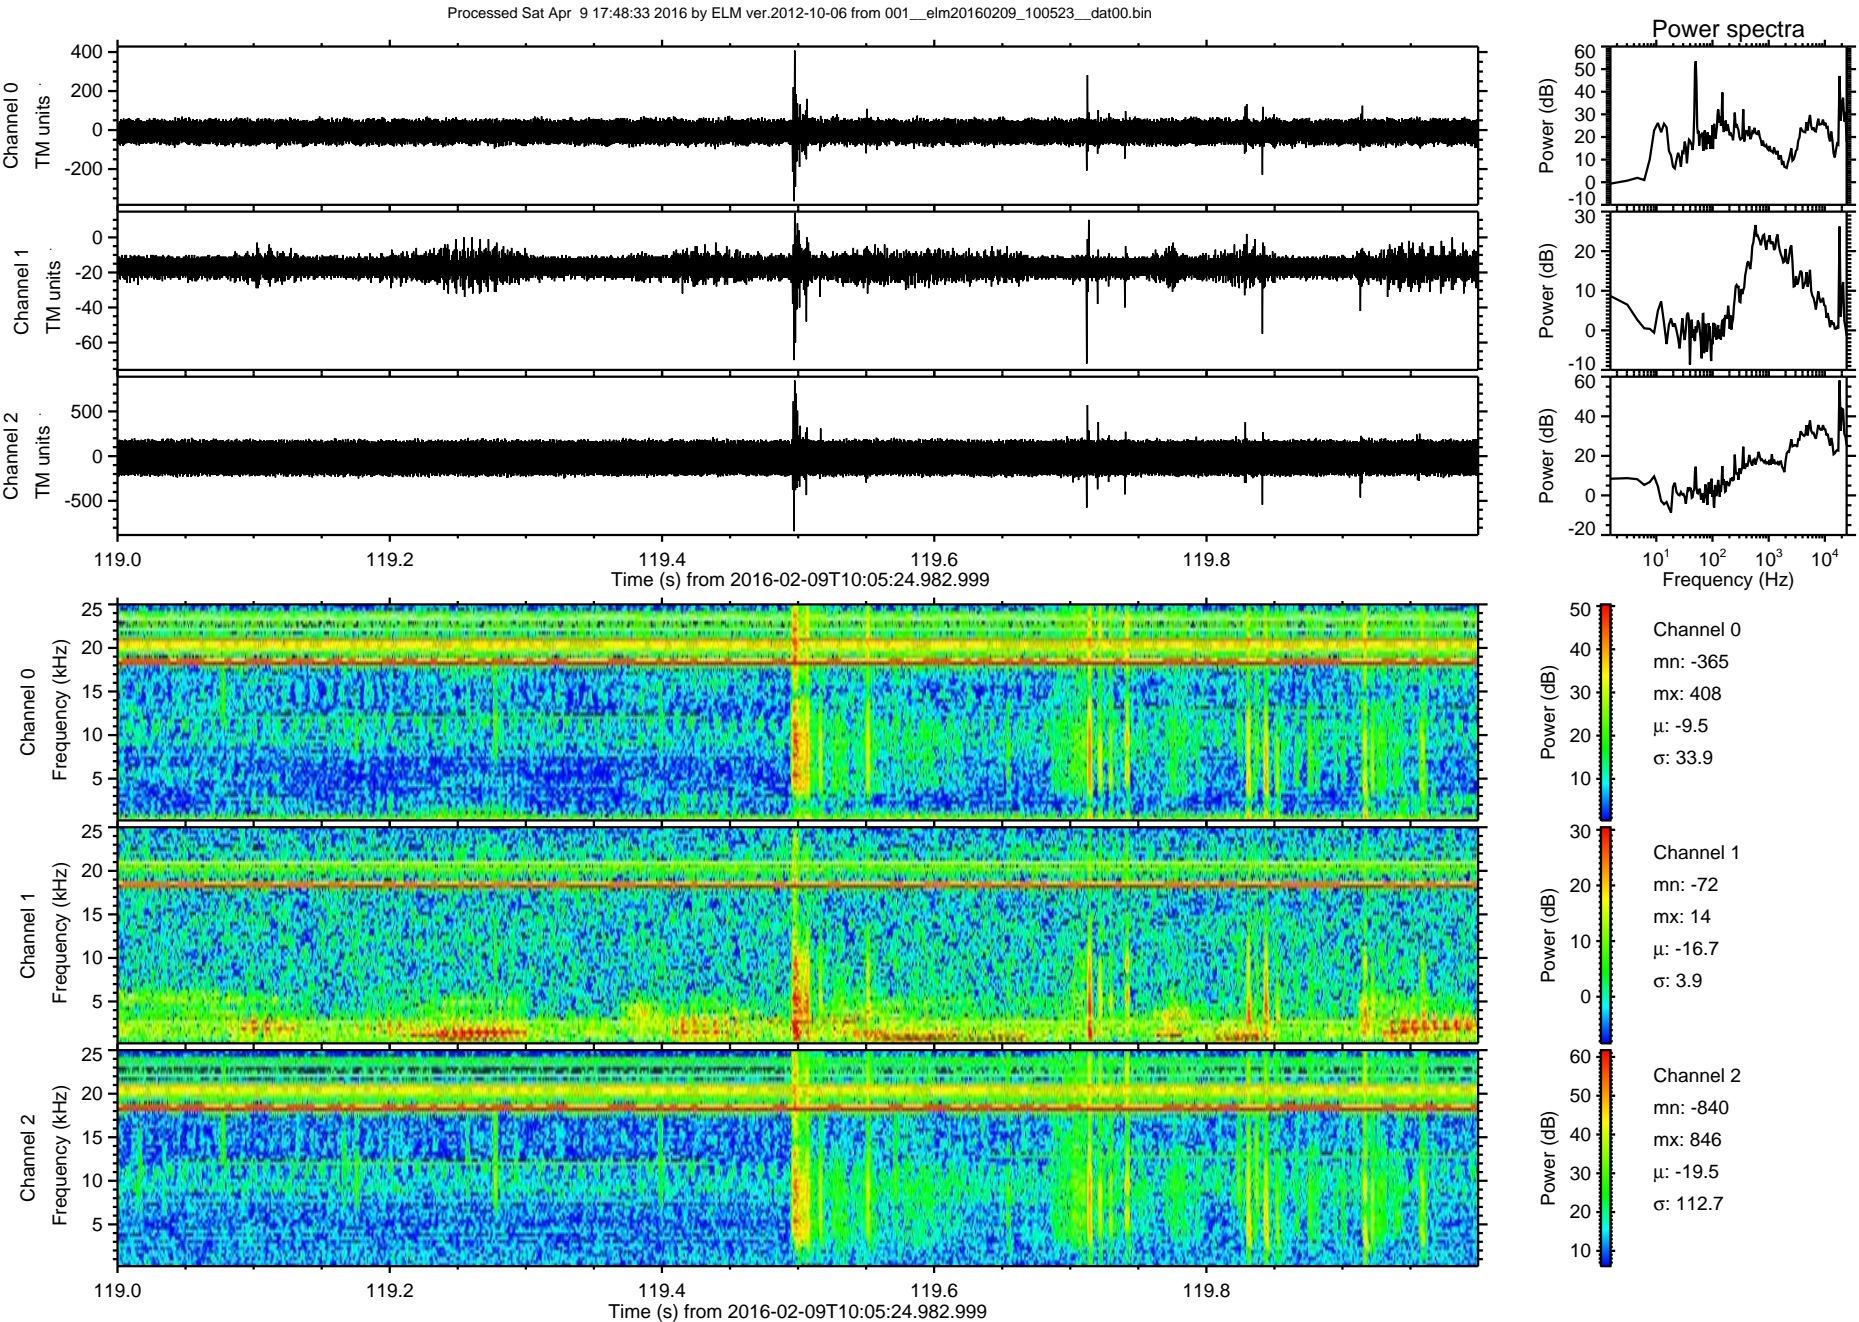 Processed Sat Apr 9 17:48:33 2016 by ELM ver.2012-10-06 from 001__elm20160209_100523__dat00.bin
Power spectra
Channel 0
TM units
400
200
0
-200
Power (dB)
60
50
40
30
20
10
0
-10
Channel 1
TM units
0
-20
-40
-60
Power (dB)
30
20
10
0
-10
Channel 2
TM units
500
0
-500
Power (dB)
60
40
20
0
-20
119.0 119.2 119.4 119.6 119.8
Time (s) from 2016-02-09T10:05:24.982.999
10^1 10^2 10^3 10^4
Frequency (Hz)
Channel 0
Frequency (kHz)
25
20
15
10
5
Power (dB)
50
40
30
20
10
Channel 0
mn: -365
mx: 408
μ: -9.5
σ: 33.9
Channel 1
Frequency (kHz)
25
20
15
10
5
Power (dB)
30
20
10
0
Channel 1
mn: -72
mx: 14
μ: -16.7
σ: 3.9
Channel 2
Frequency (kHz)
25
20
15
10
5
Power (dB)
60
50
40
30
20
10
Channel 2
mn: -840
mx: 846
μ: -19.5
σ: 112.7
119.0 119.2 119.4 119.6 119.8
Time (s) from 2016-02-09T10:05:24.982.999